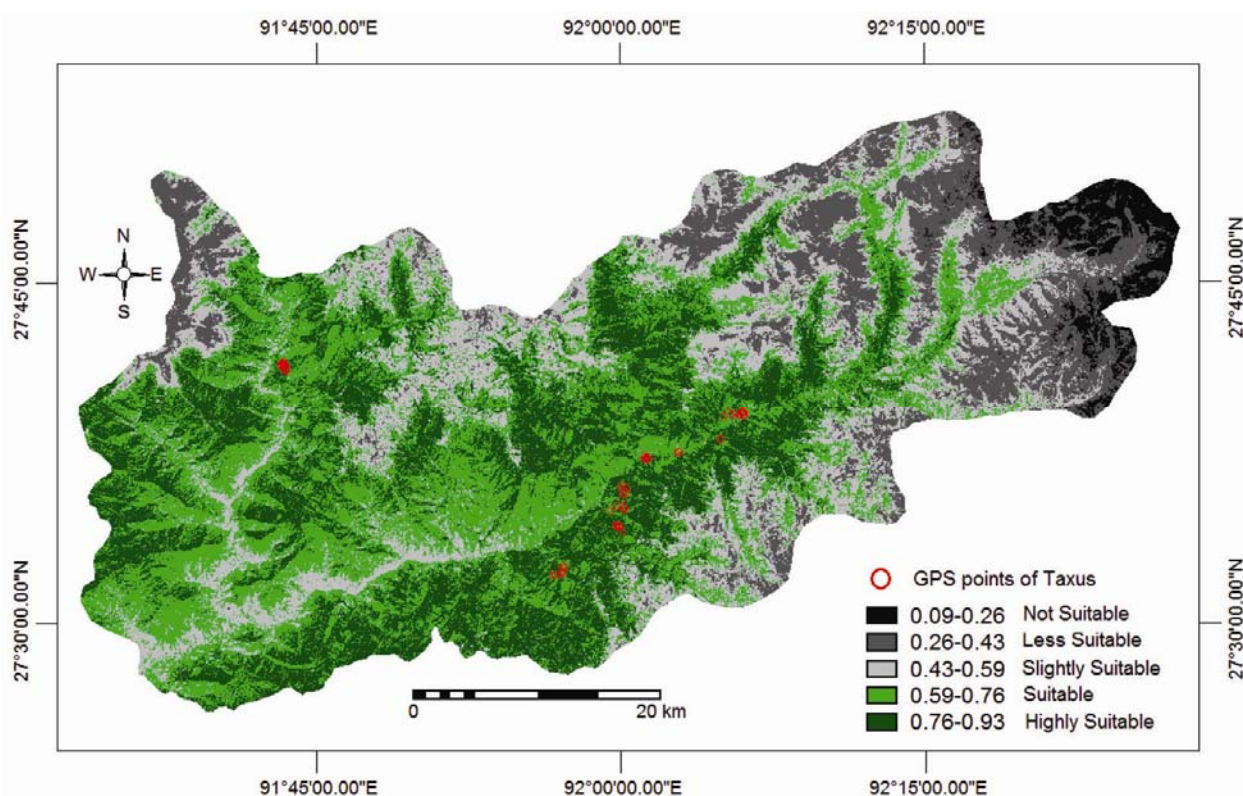 91°45'00.00"E 92°00'00.00"E 92°15'00.00"E
N
W E
S
27°45'00.00"N 27°45'00.00"N
27°30'00.00"N 27°30'00.00"N
GPS points of Taxus
0.09-0.26 Not Suitable
0.26-0.43 Less Suitable
0.43-0.59 Slightly Suitable
0.59-0.76 Suitable
0.76-0.93 Highly Suitable
0 20 km
91°45'00.00"E 92°00'00.00"E 92°15'00.00"E